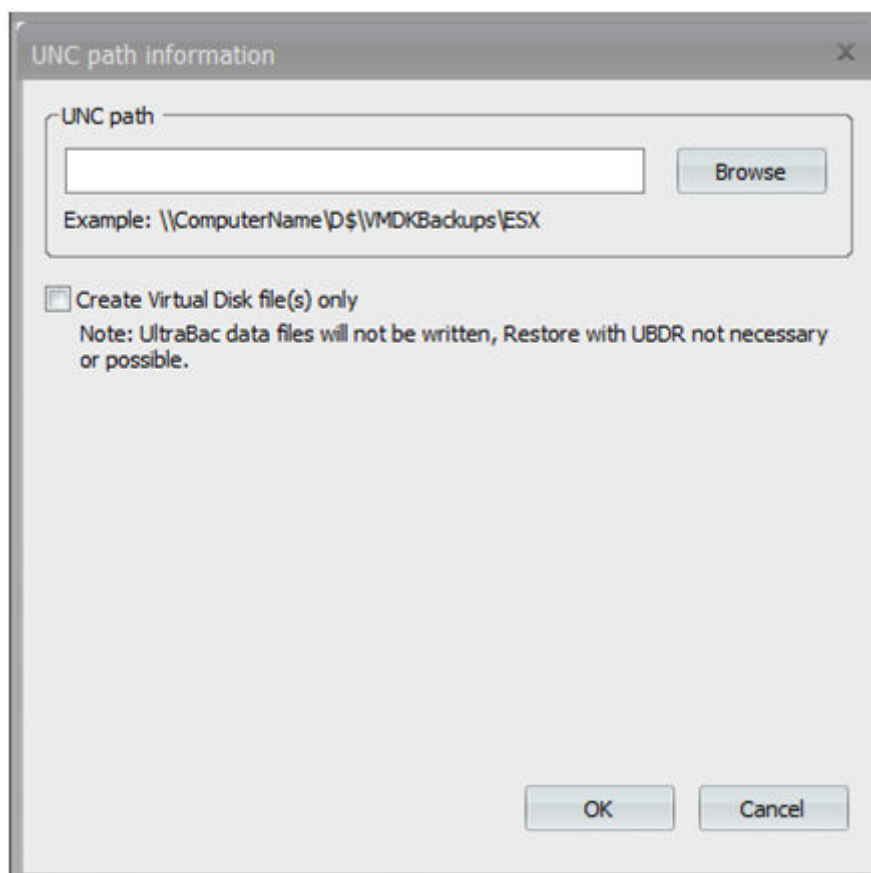 UNC path information
UNC path
Browse
Example: \\ComputerName\D$\VMDKBackups\ESX
Create Virtual Disk file(s) only
Note: UltraBac data files will not be written, Restore with UBDR not necessary
or possible.
OK Cancel